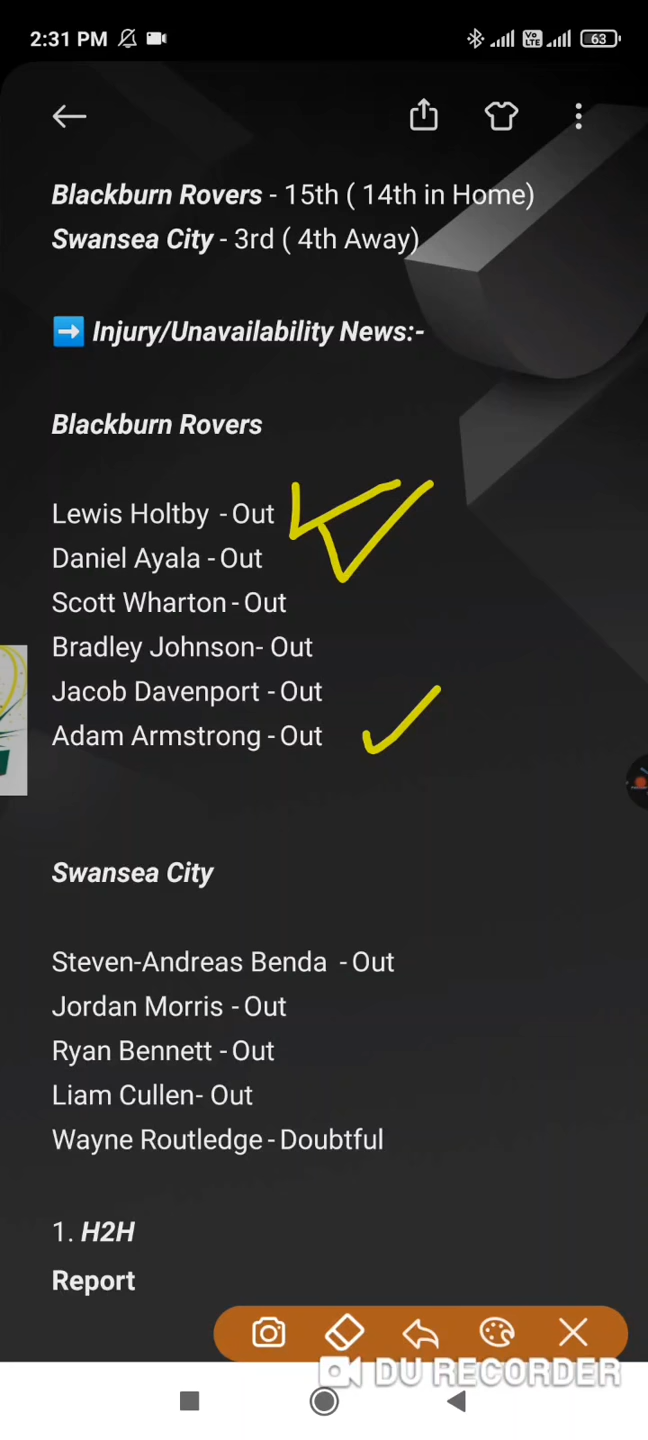 2:31 PM
Vo LTE 63
Blackburn Rovers - 15th ( 14th in Home)
Swansea City - 3rd ( 4th Away)
Injury/Unavailability News:-
Blackburn Rovers
Lewis Holtby - Out
Daniel Ayala - Out
Scott Wharton - Out
Bradley Johnson- Out
Jacob Davenport - Out
Adam Armstrong - Out
Swansea City
Steven-Andreas Benda - Out
Jordan Morris - Out
Ryan Bennett - Out
Liam Cullen- Out
Wayne Routledge - Doubtful
1. H2H
Report
DU RECORDER